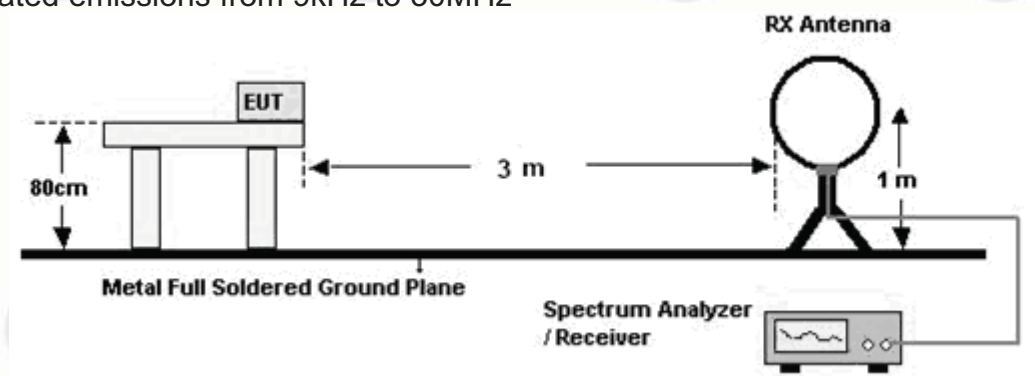 RX Antenna
EUT
80cm
3 m
1 m
Metal Full Soldered Ground Plane
Spectrum Analyzer
/ Receiver